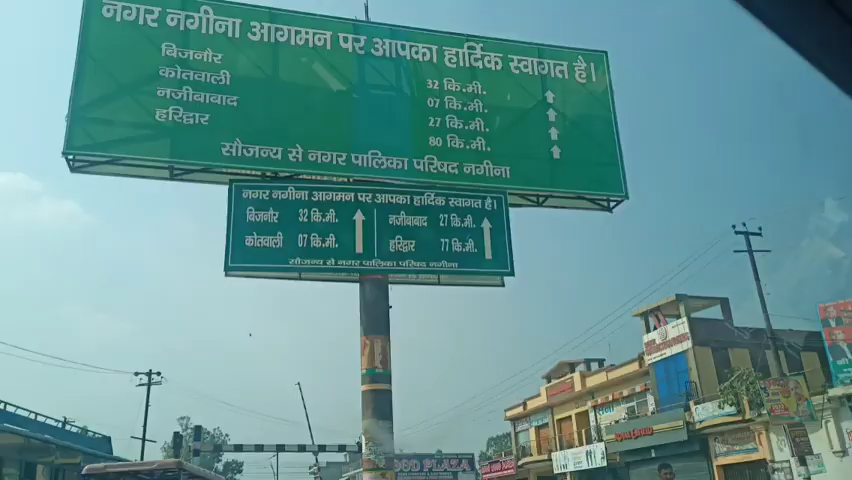 नगर नगीना आगमन पर आपका हार्दिक स्वागत है।
बिजनौर 32 कि.मी.
कोतवाली 07 कि.मी.
नजीबाबाद 27 कि.मी.
हरिद्वार 80 कि.मी.
सौजन्य से नगर पालिका परिषद नगीना
नगर नगीना आगमन पर आपका हार्दिक स्वागत है।
बिजनौर 32 कि.मी. नजीबाबाद 27 कि.मी.
कोतवाली 07 कि.मी. हरिद्वार 77 कि.मी.
सौजन्य से नगर पालिका परिषद नगीना
OOD PLAZA